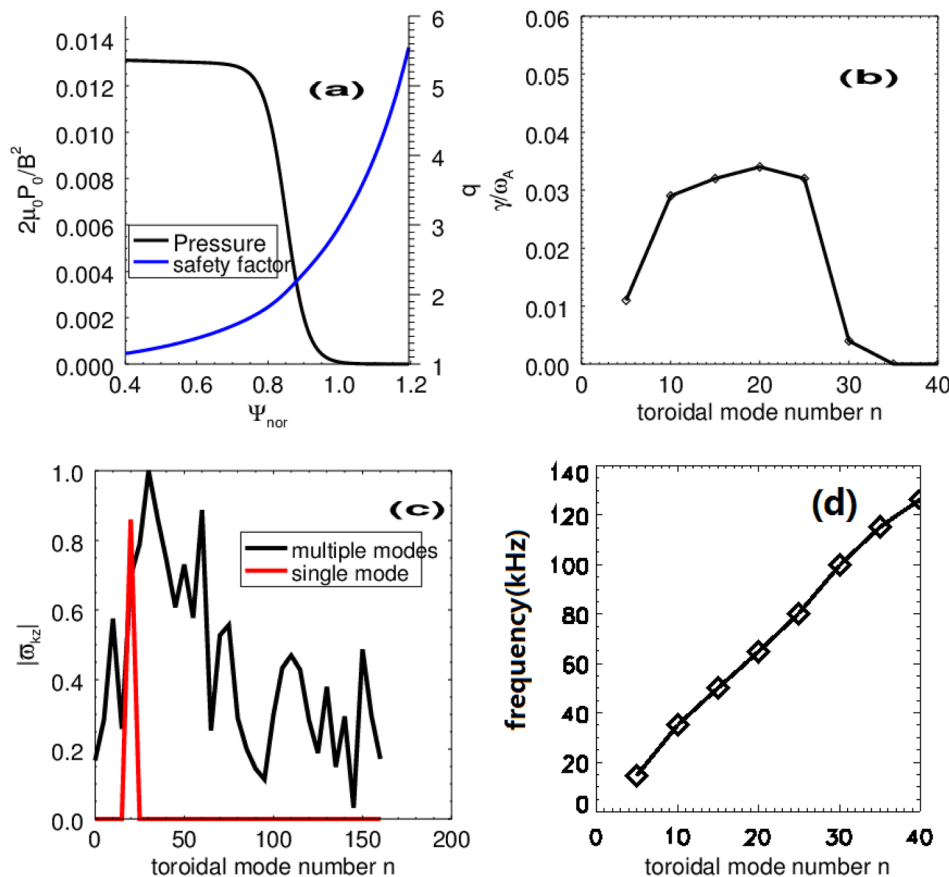 0.014
0.012
0.010
0.008
0.006
0.004
0.002
0.000
2μ₀P₀/B²
(a)
Pressure
safety factor
6
5
4
3
2
1
q
0.4 0.6 0.8 1.0 1.2
Ψnor
0.06
0.05
0.04
0.03
0.02
0.01
0.00
γ/ωA
(b)
0 10 20 30 40
toroidal mode number n
1.0
0.8
0.6
0.4
0.2
0.0
|ϖkz|
(c)
multiple modes
single mode
0 50 100 150 200
toroidal mode number n
140
120
100
80
60
40
20
0
frequency(kHz)
(d)
0 10 20 30 40
toroidal mode number n